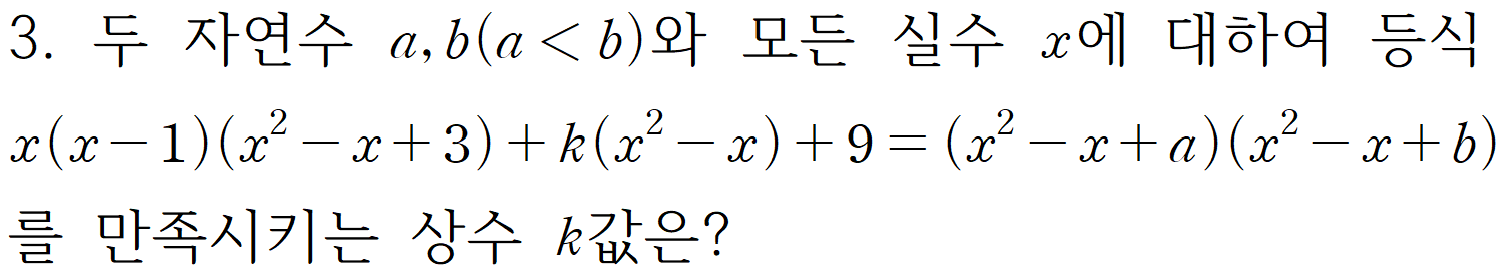 3. 두 자연수 a, b(a < b)와 모든 실수 x에 대하여 등식
x(x-1)(x²-x+3)+k(x²-x)+9=(x²-x+a)(x²-x+b)
를 만족시키는 상수 k값은?